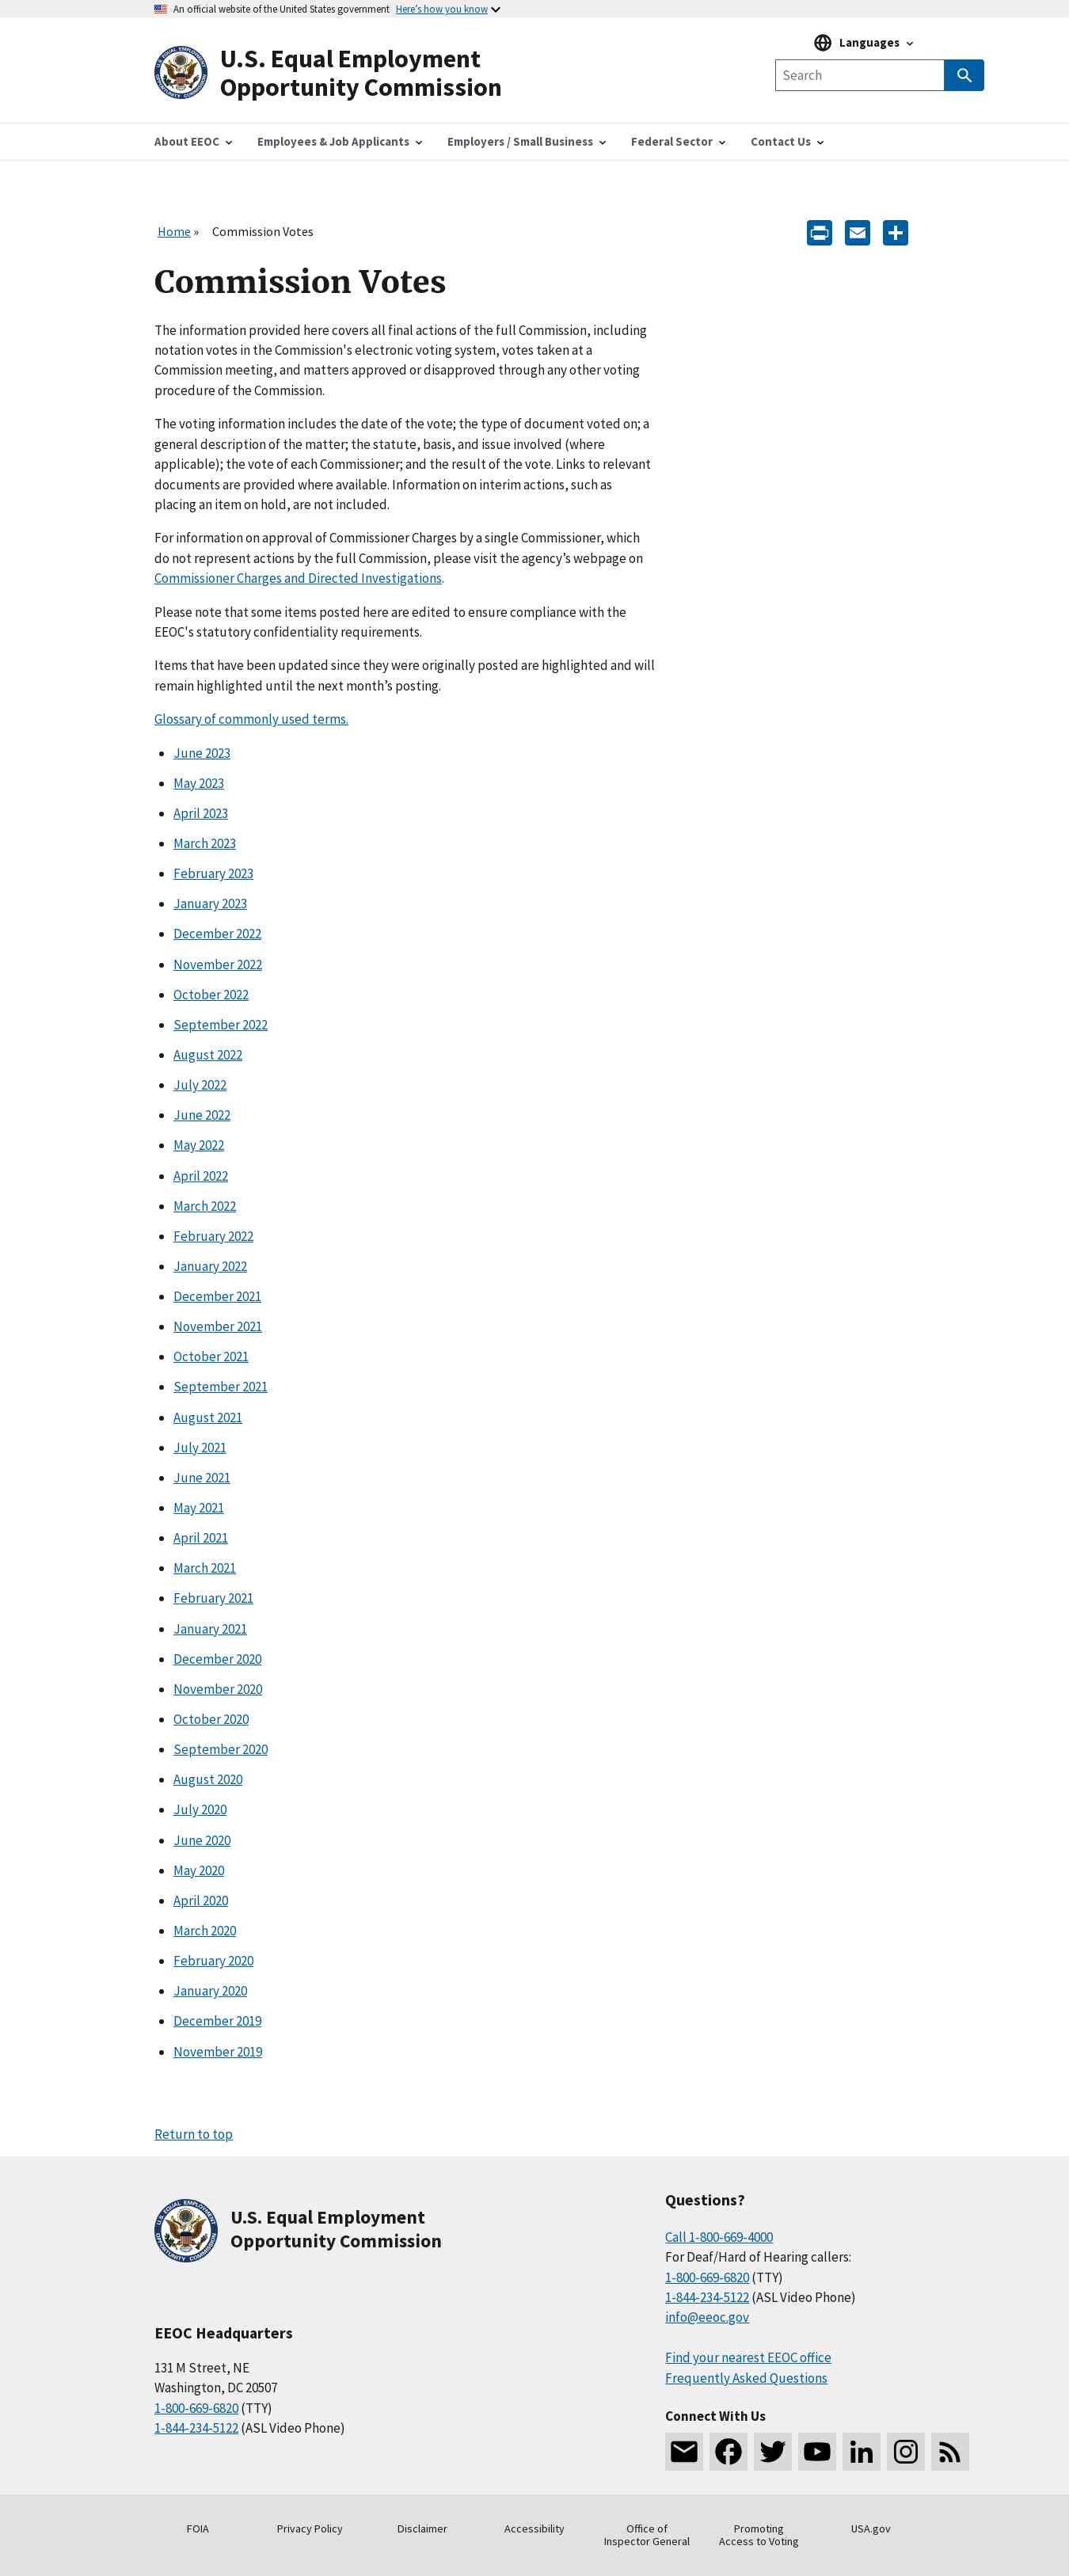 An official website of the United States government Here's how you know
U.S. Equal Employment
Opportunity Commission
Languages
Search
About EEOC
Employees & Job Applicants
Employers / Small Business
Federal Sector
Contact Us
Home » Commission Votes
Commission Votes
The information provided here covers all final actions of the full Commission, including
notation votes in the Commission's electronic voting system, votes taken at a
Commission meeting, and matters approved or disapproved through any other voting
procedure of the Commission.
The voting information includes the date of the vote; the type of document voted on; a
general description of the matter; the statute, basis, and issue involved (where
applicable); the vote of each Commissioner; and the result of the vote. Links to relevant
documents are provided where available. Information on interim actions, such as
placing an item on hold, are not included.
For information on approval of Commissioner Charges by a single Commissioner, which
do not represent actions by the full Commission, please visit the agency’s webpage on
Commissioner Charges and Directed Investigations.
Please note that some items posted here are edited to ensure compliance with the
EEOC's statutory confidentiality requirements.
Items that have been updated since they were originally posted are highlighted and will
remain highlighted until the next month’s posting.
Glossary of commonly used terms.
June 2023
May 2023
April 2023
March 2023
February 2023
January 2023
December 2022
November 2022
October 2022
September 2022
August 2022
July 2022
June 2022
May 2022
April 2022
March 2022
February 2022
January 2022
December 2021
November 2021
October 2021
September 2021
August 2021
July 2021
June 2021
May 2021
April 2021
March 2021
February 2021
January 2021
December 2020
November 2020
October 2020
September 2020
August 2020
July 2020
June 2020
May 2020
April 2020
March 2020
February 2020
January 2020
December 2019
November 2019
Return to top
U.S. Equal Employment
Opportunity Commission
EEOC Headquarters
131 M Street, NE
Washington, DC 20507
1-800-669-6820 (TTY)
1-844-234-5122 (ASL Video Phone)
Questions?
Call 1-800-669-4000
For Deaf/Hard of Hearing callers:
1-800-669-6820 (TTY)
1-844-234-5122 (ASL Video Phone)
info@eeoc.gov
Find your nearest EEOC office
Frequently Asked Questions
Connect With Us
FOIA
Privacy Policy
Disclaimer
Accessibility
Office of
Inspector General
Promoting
Access to Voting
USA.gov